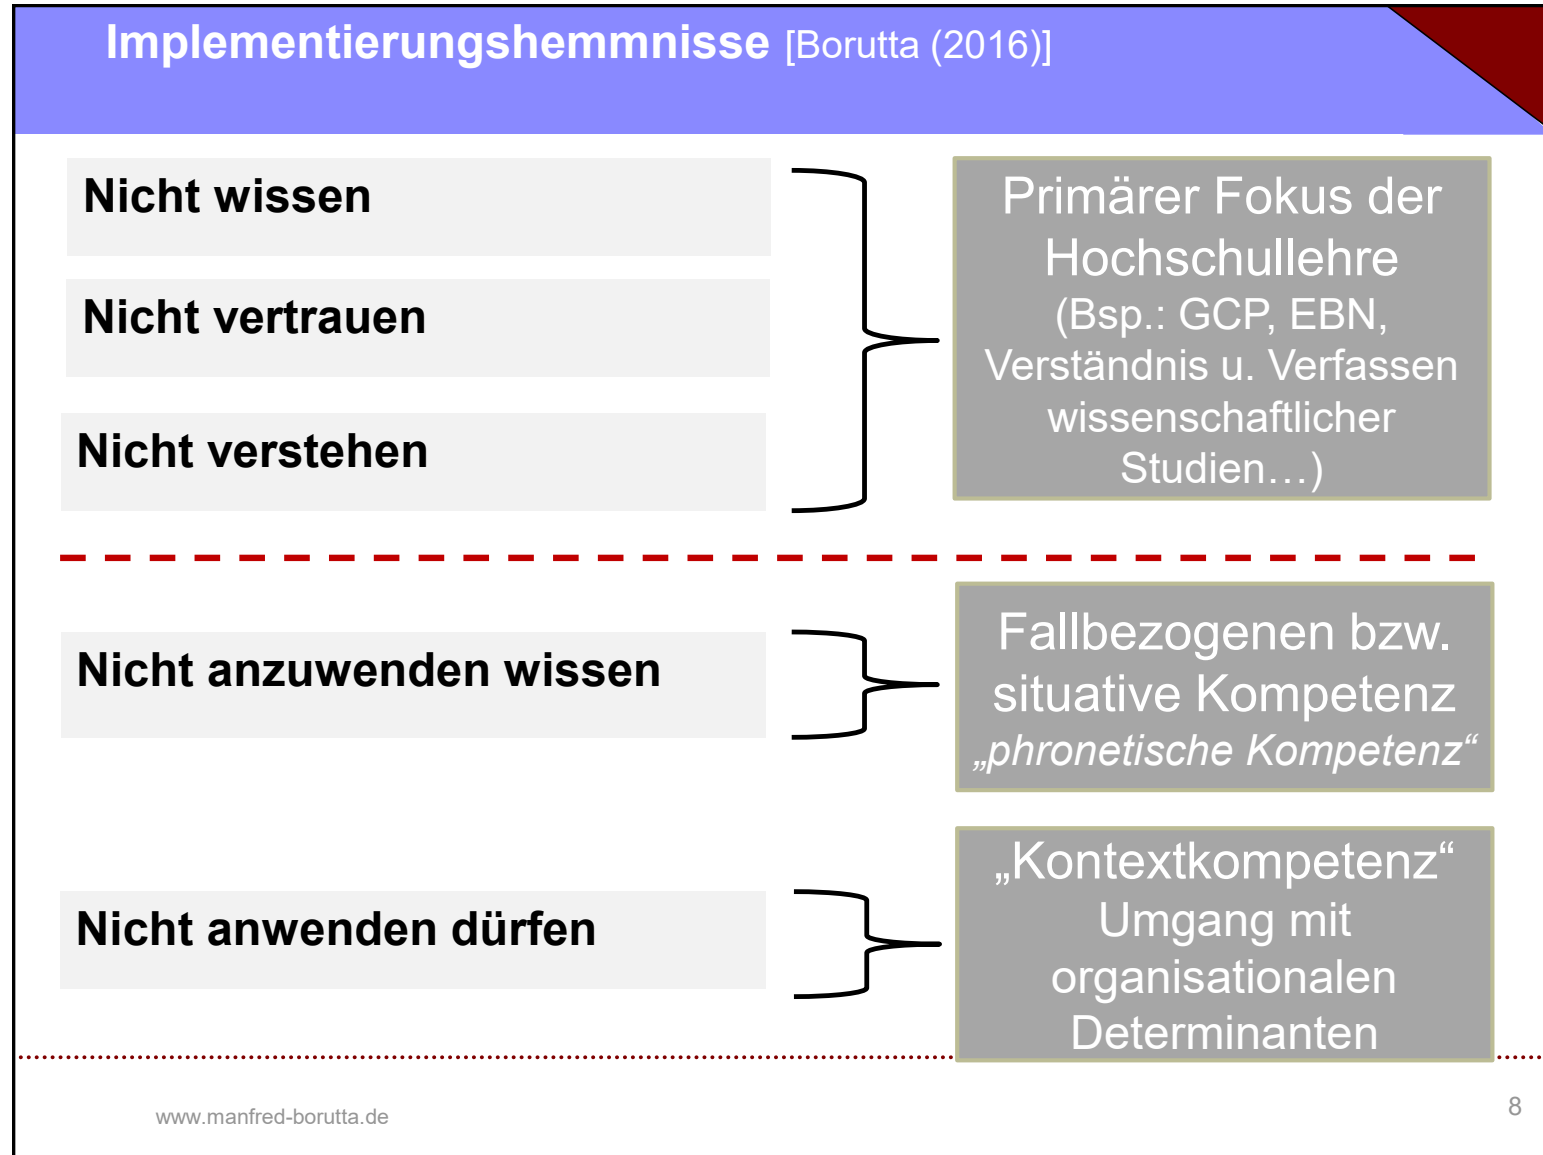 Implementierungshemmnisse [Borutta (2016)]
Nicht wissen
Nicht vertrauen
Nicht verstehen
Primärer Fokus der
Hochschullehre
(Bsp.: GCP, EBN,
Verständnis u. Verfassen
wissenschaftlicher
Studien…)
Nicht anzuwenden wissen
Fallbezogenen bzw.
situative Kompetenz
„phronetische Kompetenz“
Nicht anwenden dürfen
„Kontextkompetenz“
Umgang mit
organisationalen
Determinanten
www.manfred-borutta.de
8